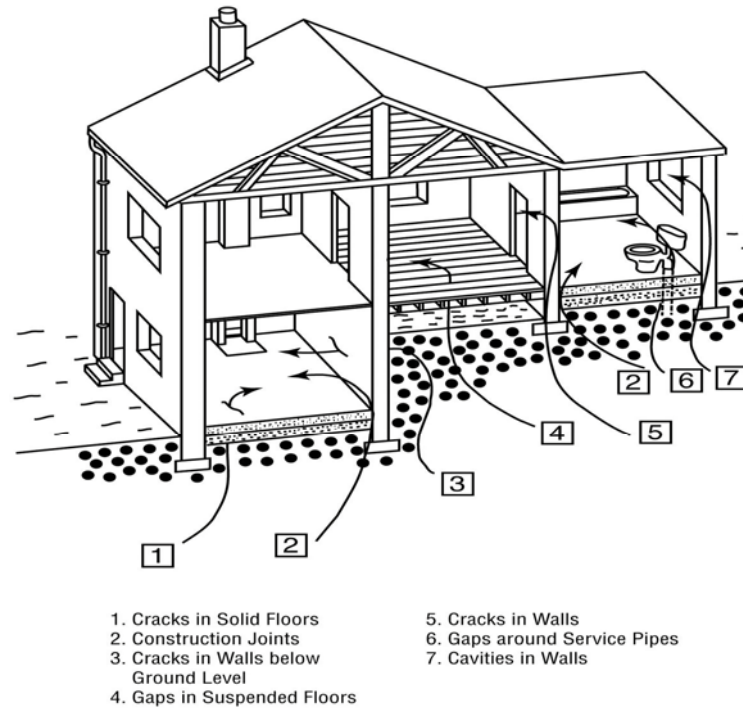 2
6
7
4
5
3
1
2
1. Cracks in Solid Floors
2. Construction Joints
3. Cracks in Walls below
Ground Level
4. Gaps in Suspended Floors
5. Cracks in Walls
6. Gaps around Service Pipes
7. Cavities in Walls